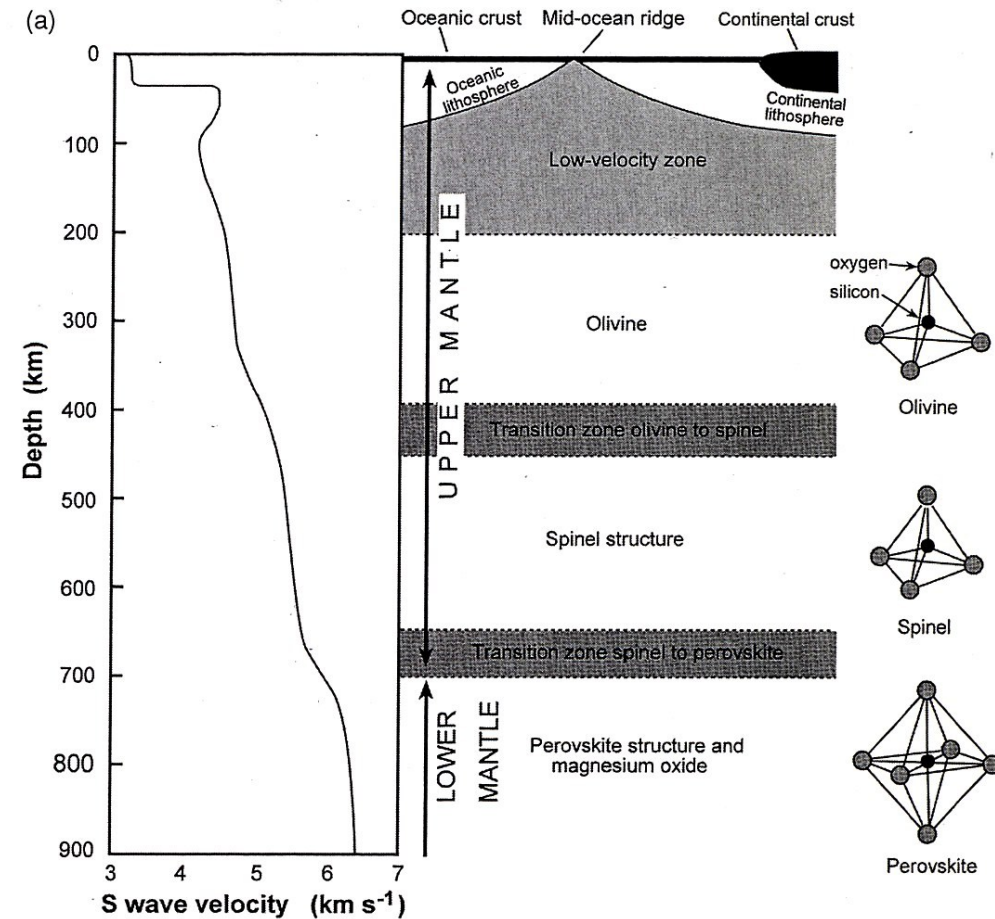 (a)
Oceanic crust
Mid-ocean ridge
Continental crust
0
100
200
300
400
500
600
700
800
900
Depth (km)
3
4
5
6
7
S wave velocity (km s-1)
Oceanic
lithosphere
Continental
lithosphere
Low-velocity zone
UPPER MANTLE
Olivine
Transition zone olivine to spinel
Spinel structure
Transition zone spinel to perovskite
LOWER
MANTLE
Perovskite structure and
magnesium oxide
oxygen
silicon
Olivine
Spinel
Perovskite